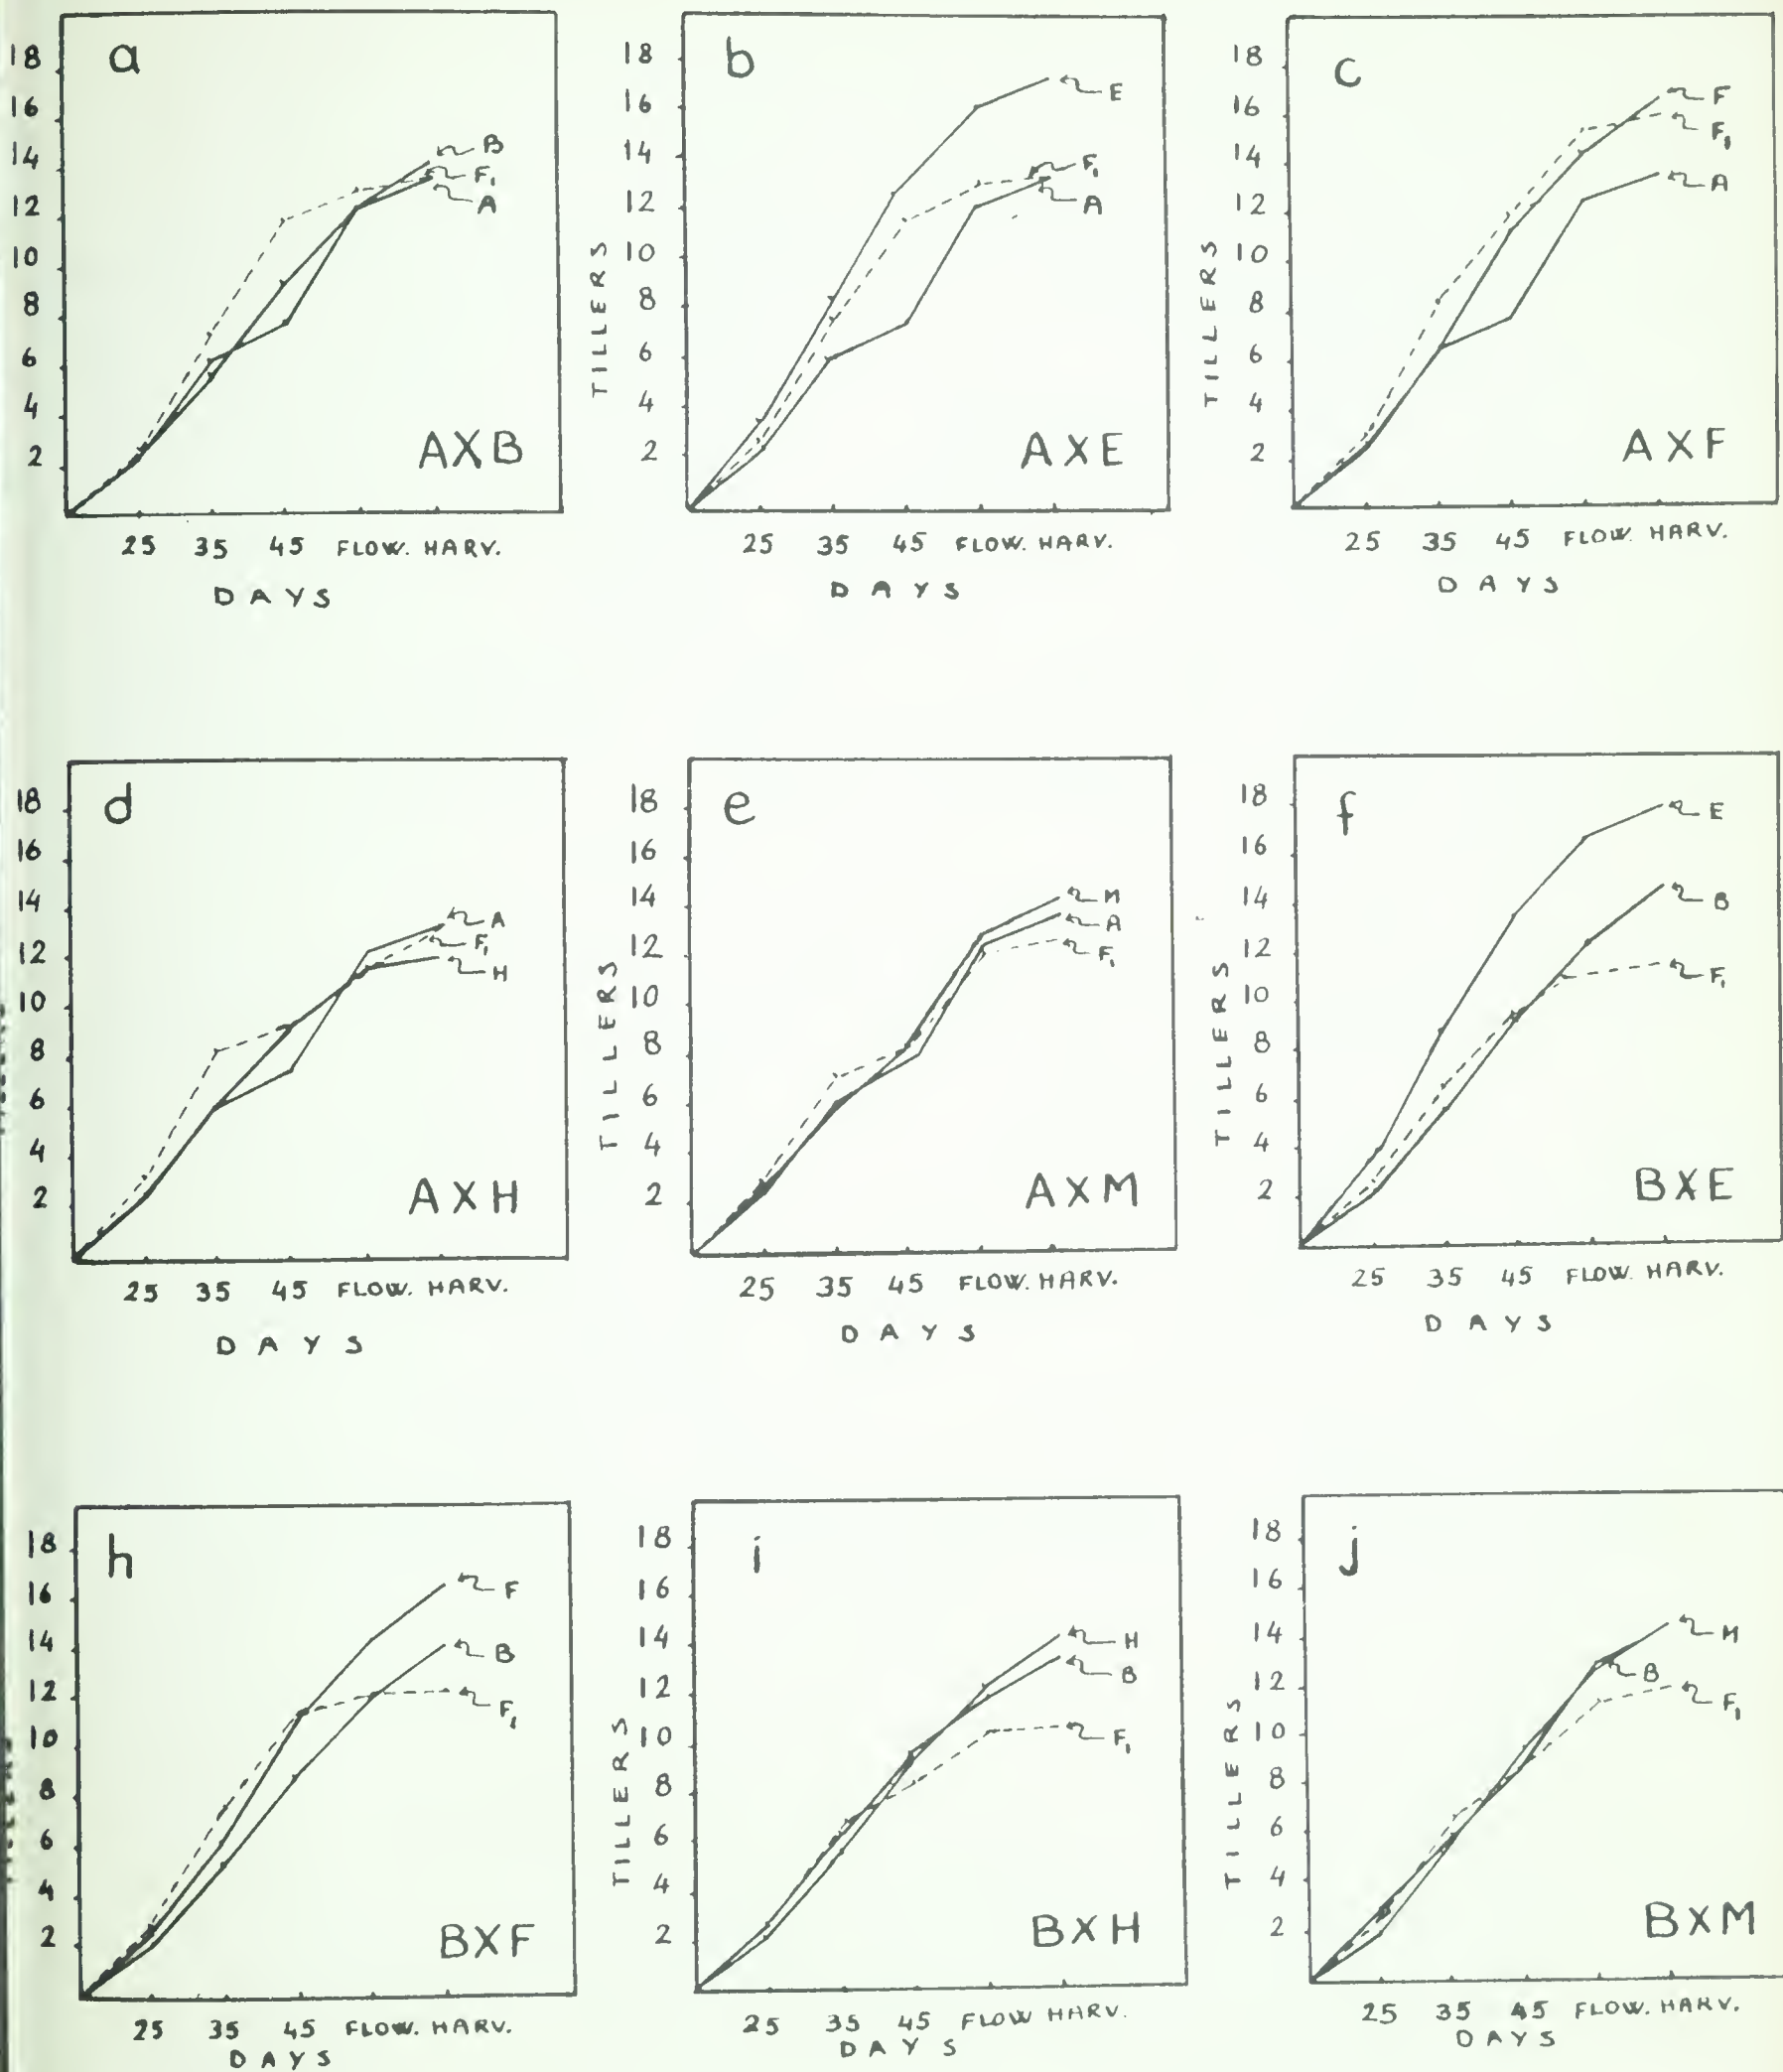 a
18
16
14
12
10
8
6
4
2
B
F₁
A
AXB
25 35 45 FLOW. HARV.
DAYS
b
TILLERS
18
16
14
12
10
8
6
4
2
E
F₁
A
AXE
25 35 45 FLOW. HARV.
DAYS
c
TILLERS
18
16
14
12
10
8
6
4
2
F
F₁
A
AXF
25 35 45 FLOW. HARV.
DAYS
d
18
16
14
12
10
8
6
4
2
A
F₁
H
AXH
25 35 45 FLOW. HARV.
DAYS
e
TILLERS
18
16
14
12
10
8
6
4
2
M
A
F₁
AXM
25 35 45 FLOW. HARV.
DAYS
f
TILLERS
18
16
14
12
10
8
6
4
2
E
B
F₁
BXE
25 35 45 FLOW. HARV.
DAYS
h
18
16
14
12
10
8
6
4
2
F
B
F₁
BXF
25 35 45 FLOW. HARV.
DAYS
i
TILLERS
18
16
14
12
10
8
6
4
2
H
B
F₁
BXH
25 35 45 FLOW HARV.
DAYS
j
TILLERS
18
16
14
12
10
8
6
4
2
M
B
F₁
BXM
25 35 45 FLOW. HARV.
DAYS